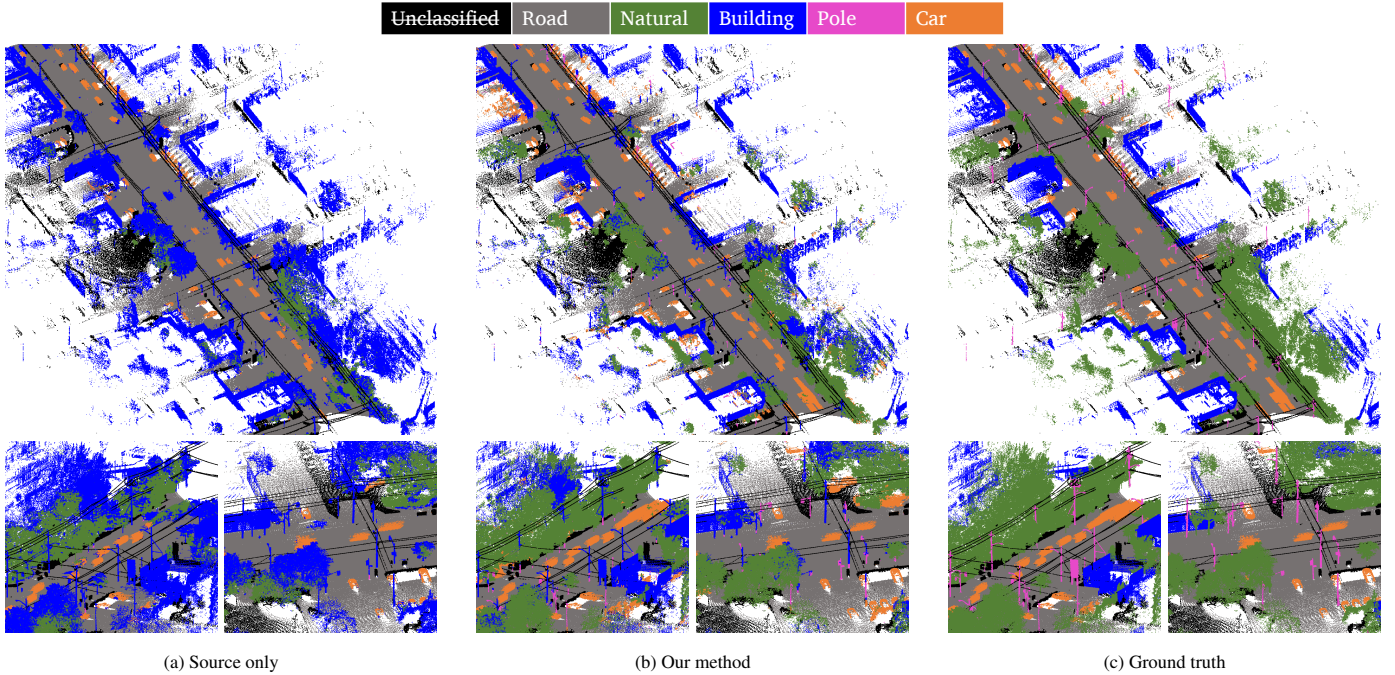 Unclassified Road Natural Building Pole Car
(a) Source only
(b) Our method
(c) Ground truth